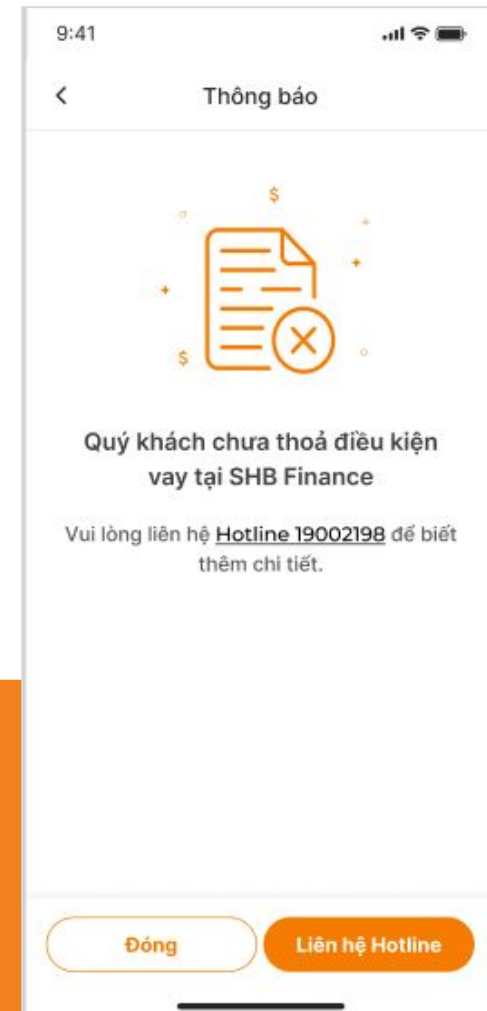 9:41
Thông báo
$
$
Quý khách chưa thoả điều kiện
vay tại SHB Finance
Vui lòng liên hệ Hotline 19002198 để biết
thêm chi tiết.
Đóng
Liên hệ Hotline